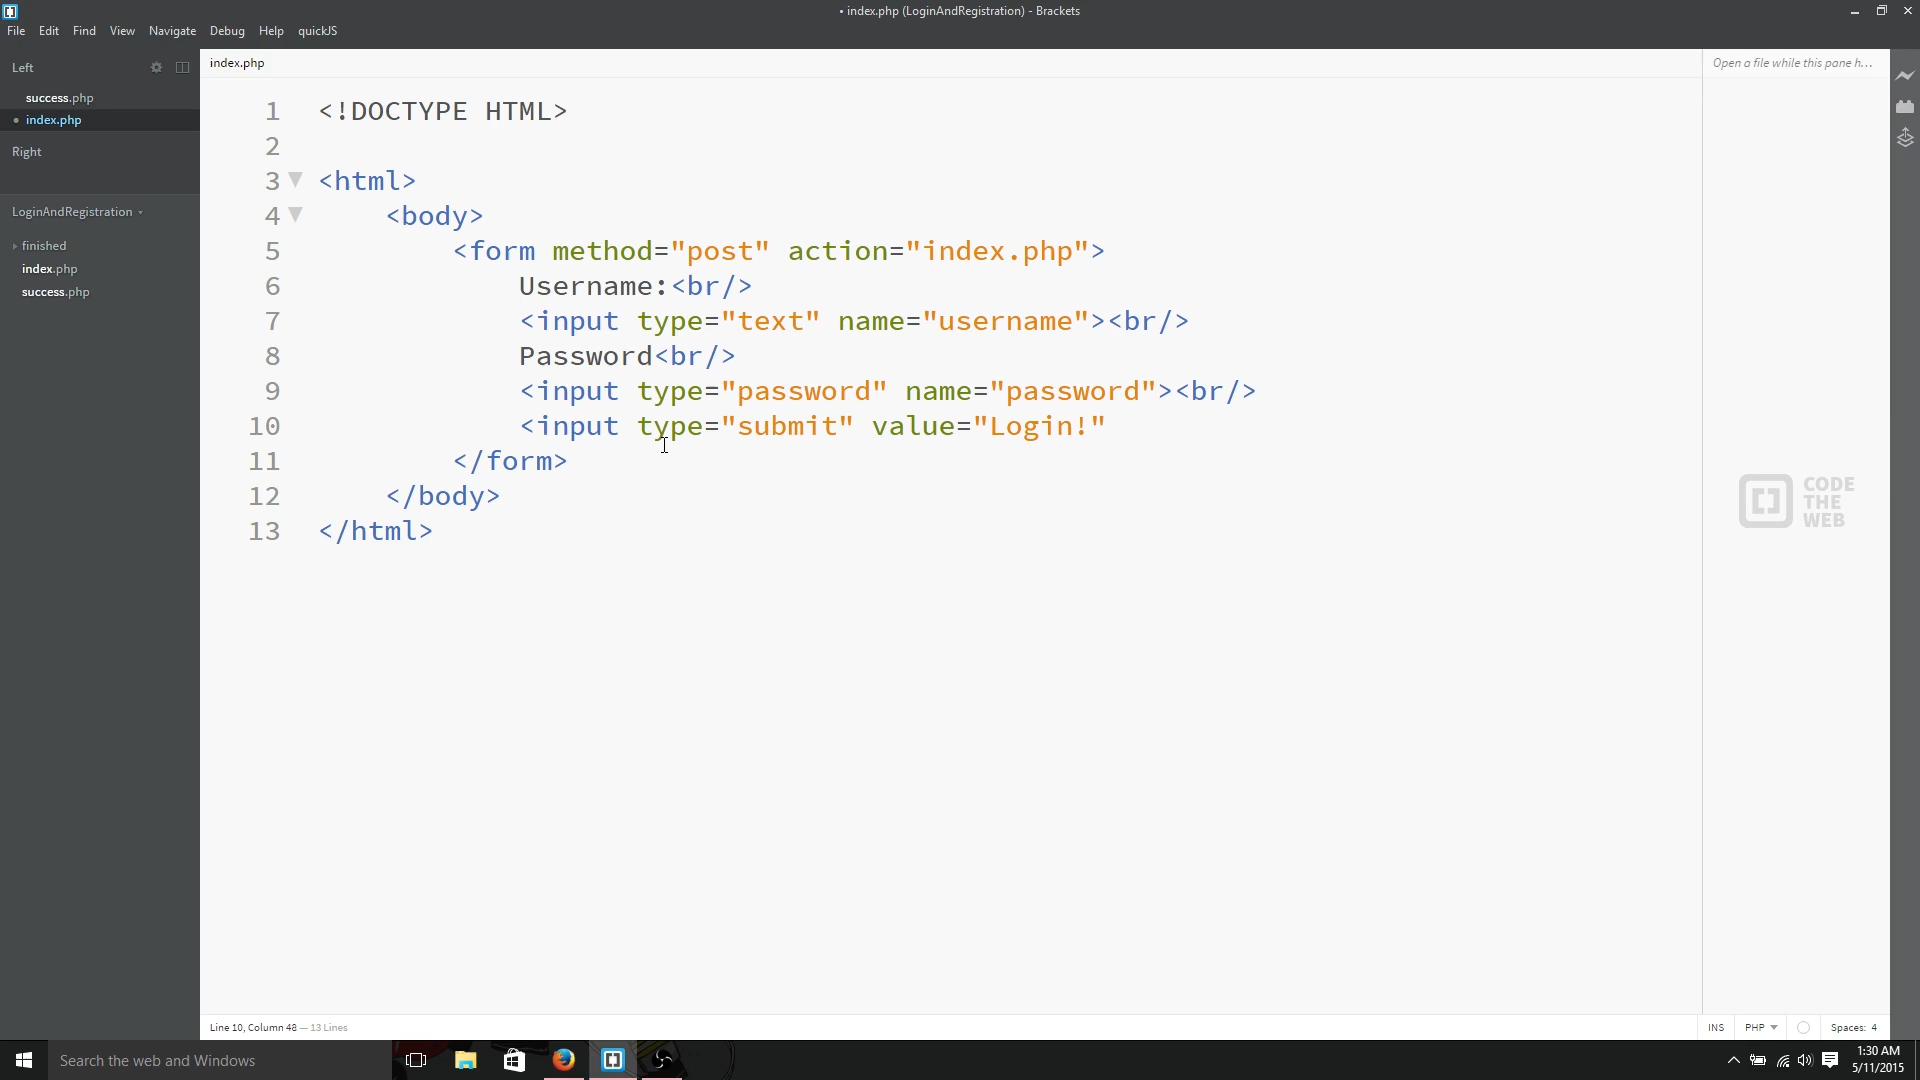 • index.php (LoginAndRegistration) - Brackets
File Edit Find View Navigate Debug Help quickJS
Left
success.php
• index.php
Right
LoginAndRegistration
finished
index.php
success.php
index.php
Open a file while this pane h...
1 <!DOCTYPE HTML>
2
3 <html>
4 <body>
5 <form method="post" action="index.php">
6 Username:<br/>
7 <input type="text" name="username"><br/>
8 Password<br/>
9 <input type="password" name="password"><br/>
10 <input type="submit" value="Login!"
11 </form>
12 </body>
13 </html>
CODE
THE
WEB
Line 10, Column 48 — 13 Lines
INS PHP Spaces: 4
Search the web and Windows
1:30 AM
5/11/2015